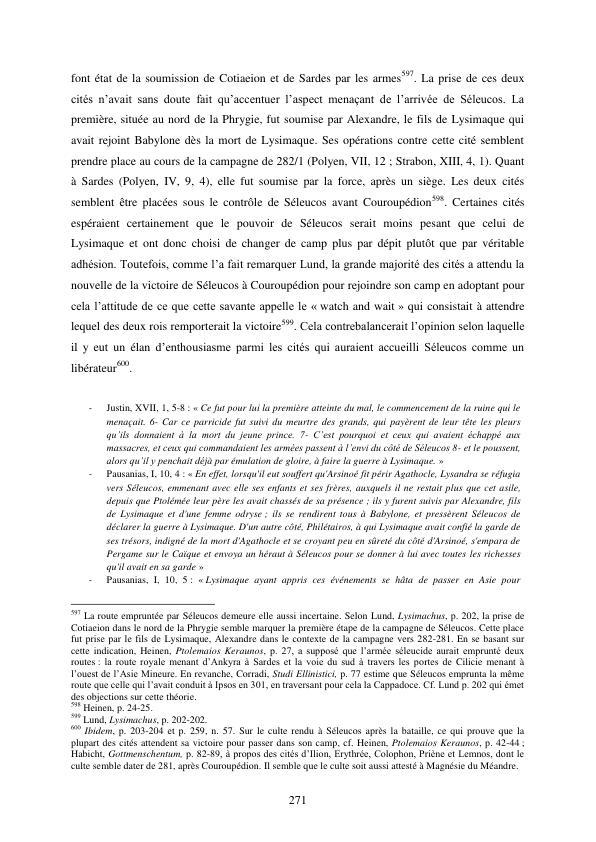 font état de la soumission de Cotiaeion et de Sardes par les armes597. La prise de ces deux
cités n’avait sans doute fait qu’accentuer l’aspect menaçant de l’arrivée de Séleucos. La
première, située au nord de la Phrygie, fut soumise par Alexandre, le fils de Lysimaque qui
avait rejoint Babylone dès la mort de Lysimaque. Ses opérations contre cette cité semblent
prendre place au cours de la campagne de 282/1 (Polyen, VII, 12 ; Strabon, XIII, 4, 1). Quant
à Sardes (Polyen, IV, 9, 4), elle fut soumise par la force, après un siège. Les deux cités
semblent être placées sous le contrôle de Séleucos avant Couroupédion598. Certaines cités
espéraient certainement que le pouvoir de Séleucos serait moins pesant que celui de
Lysimaque et ont donc choisi de changer de camp plus par dépit plutôt que par véritable
adhésion. Toutefois, comme l’a fait remarquer Lund, la grande majorité des cités a attendu la
nouvelle de la victoire de Séleucos à Couroupédion pour rejoindre son camp en adoptant pour
cela l’attitude de ce que cette savante appelle le « watch and wait » qui consistait à attendre
lequel des deux rois remporterait la victoire599. Cela contrebalancerait l’opinion selon laquelle
il y eut un élan d’enthousiasme parmi les cités qui auraient accueilli Séleucos comme un
libérateur600.
- Justin, XVII, 1, 5-8 : « Ce fut pour lui la première atteinte du mal, le commencement de la ruine qui le
menaçait. 6- Car ce parricide fut suivi du meurtre des grands, qui payèrent de leur tête les pleurs
qu’ils donnaient à la mort du jeune prince. 7- C’est pourquoi et ceux qui avaient échappé aux
massacres, et ceux qui commandaient les armées passent à l’envi du côté de Séleucos 8- et le poussent,
alors qu’il y penchait déjà par émulation de gloire, à faire la guerre à Lysimaque. »
- Pausanias, I, 10, 4 : « En effet, lorsqu'il eut souffert qu'Arsinoé fit périr Agathocle, Lysandra se réfugia
vers Séleucos, emmenant avec elle ses enfants et ses frères, auxquels il ne restait plus que cet asile,
depuis que Ptolémée leur père les avait chassés de sa présence ; ils y furent suivis par Alexandre, fils
de Lysimaque et d'une femme odryse ; ils se rendirent tous à Babylone, et pressèrent Séleucos de
déclarer la guerre à Lysimaque. D'un autre côté, Philétairos, à qui Lysimaque avait confié la garde de
ses trésors, indigné de la mort d'Agathocle et se croyant peu en sûreté du côté d'Arsinoé, s'empara de
Pergame sur le Caïque et envoya un héraut à Séleucos pour se donner à lui avec toutes les richesses
qu'il avait en sa garde »
- Pausanias, I, 10, 5 : « Lysimaque ayant appris ces événements se hâta de passer en Asie pour
597 La route empruntée par Séleucos demeure elle aussi incertaine. Selon Lund, Lysimachus, p. 202, la prise de
Cotiaeion dans le nord de la Phrygie semble marquer la première étape de la campagne de Séleucos. Cette place
fut prise par le fils de Lysimaque, Alexandre dans le contexte de la campagne vers 282-281. En se basant sur
cette indication, Heinen, Ptolemaios Keraunos, p. 27, a supposé que l’armée séleucide aurait emprunté deux
routes : la route royale menant d’Ankyra à Sardes et la voie du sud à travers les portes de Cilicie menant à
l’ouest de l’Asie Mineure. En revanche, Corradi, Studi Ellinistici, p. 77 estime que Séleucos emprunta la même
route que celle qui l’avait conduit à Ipsos en 301, en traversant pour cela la Cappadoce. Cf. Lund p. 202 qui émet
des objections sur cette théorie.
598 Heinen, p. 24-25.
599 Lund, Lysimachus, p. 202-207.
600 Ibidem, p. 203-204 et p. 259, n. 57. Sur le culte rendu à Séleucos après la bataille, ce qui prouve que la
plupart des cités attendent sa victoire pour passer dans son camp, cf. Heinen, Ptolemaios Keraunos, p. 42-44 ;
Habicht, Gottmenschentum, p. 82-89, à propos des cités d’Ilion, Erythrée, Colophon, Priène et Lemnos, dont le
culte semble dater de 281, après Couroupédion. Il semble que le culte soit aussi attesté à Magnésie du Méandre.
271